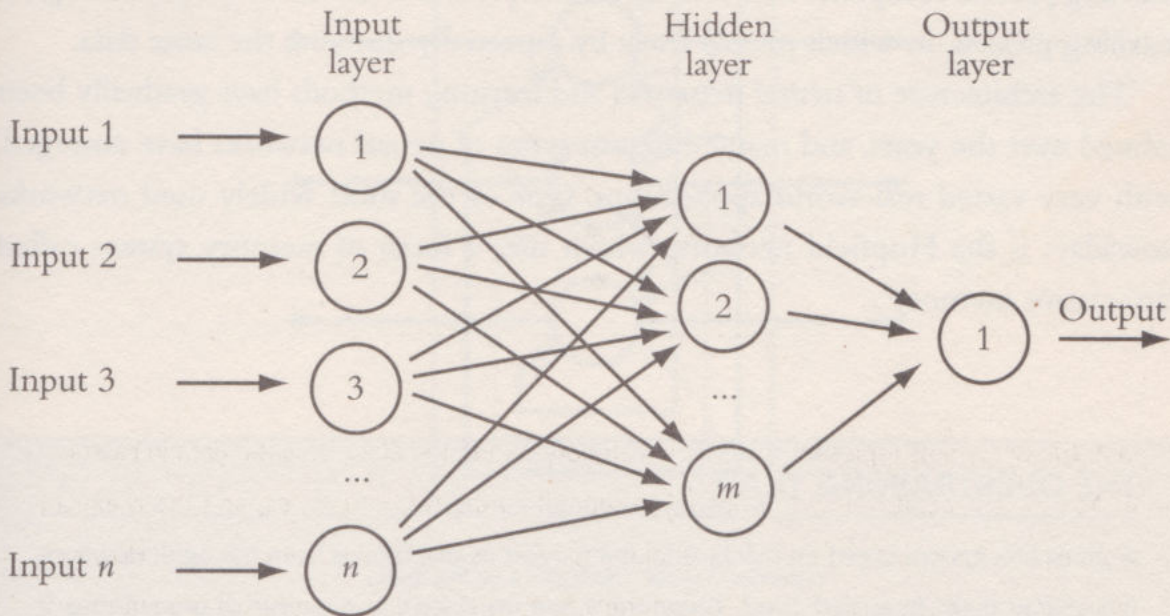 Input layer
Hidden layer
Output layer
Input 1
1
1
Input 2
2
2
1
Output
Input 3
3
...
...
m
Input n
n